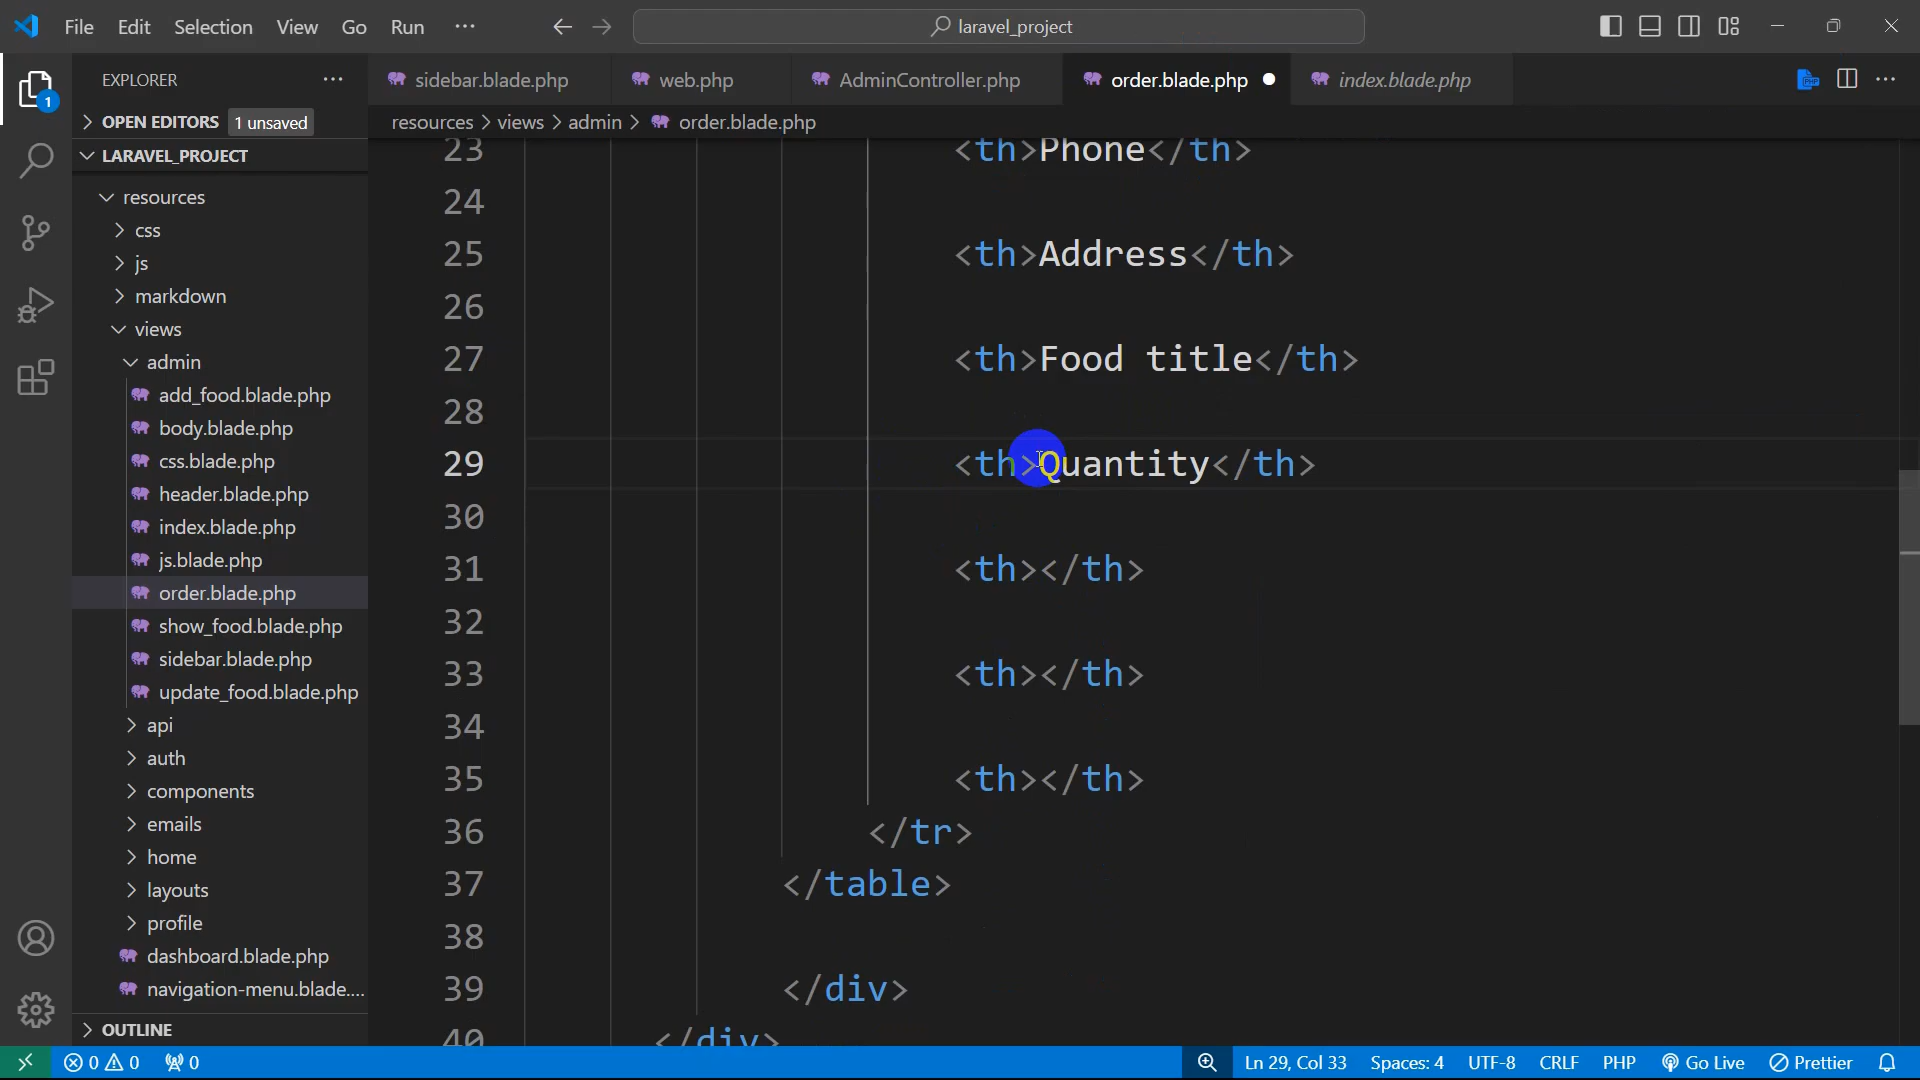 File Edit Selection View Go Run ··· laravel_project
EXPLORER ···
sidebar.blade.php web.php AdminController.php order.blade.php index.blade.php ···
OPEN EDITORS 1 unsaved
resources > views > admin > order.blade.php
LARAVEL_PROJECT
resources
css
js
markdown
views
admin
add_food.blade.php
body.blade.php
css.blade.php
header.blade.php
index.blade.php
js.blade.php
order.blade.php
show_food.blade.php
sidebar.blade.php
update_food.blade.php
api
auth
components
emails
home
layouts
profile
dashboard.blade.php
navigation-menu.blade....
OUTLINE
1
23 <th>Phone</th>
24
25 <th>Address</th>
26
27 <th>Food title</th>
28
29 <th>Quantity</th>
30
31 <th></th>
32
33 <th></th>
34
35 <th></th>
36 </tr>
37 </table>
38
39 </div>
40 </div>
0 0 0 Ln 29, Col 33 Spaces: 4 UTF-8 CRLF PHP Go Live Prettier